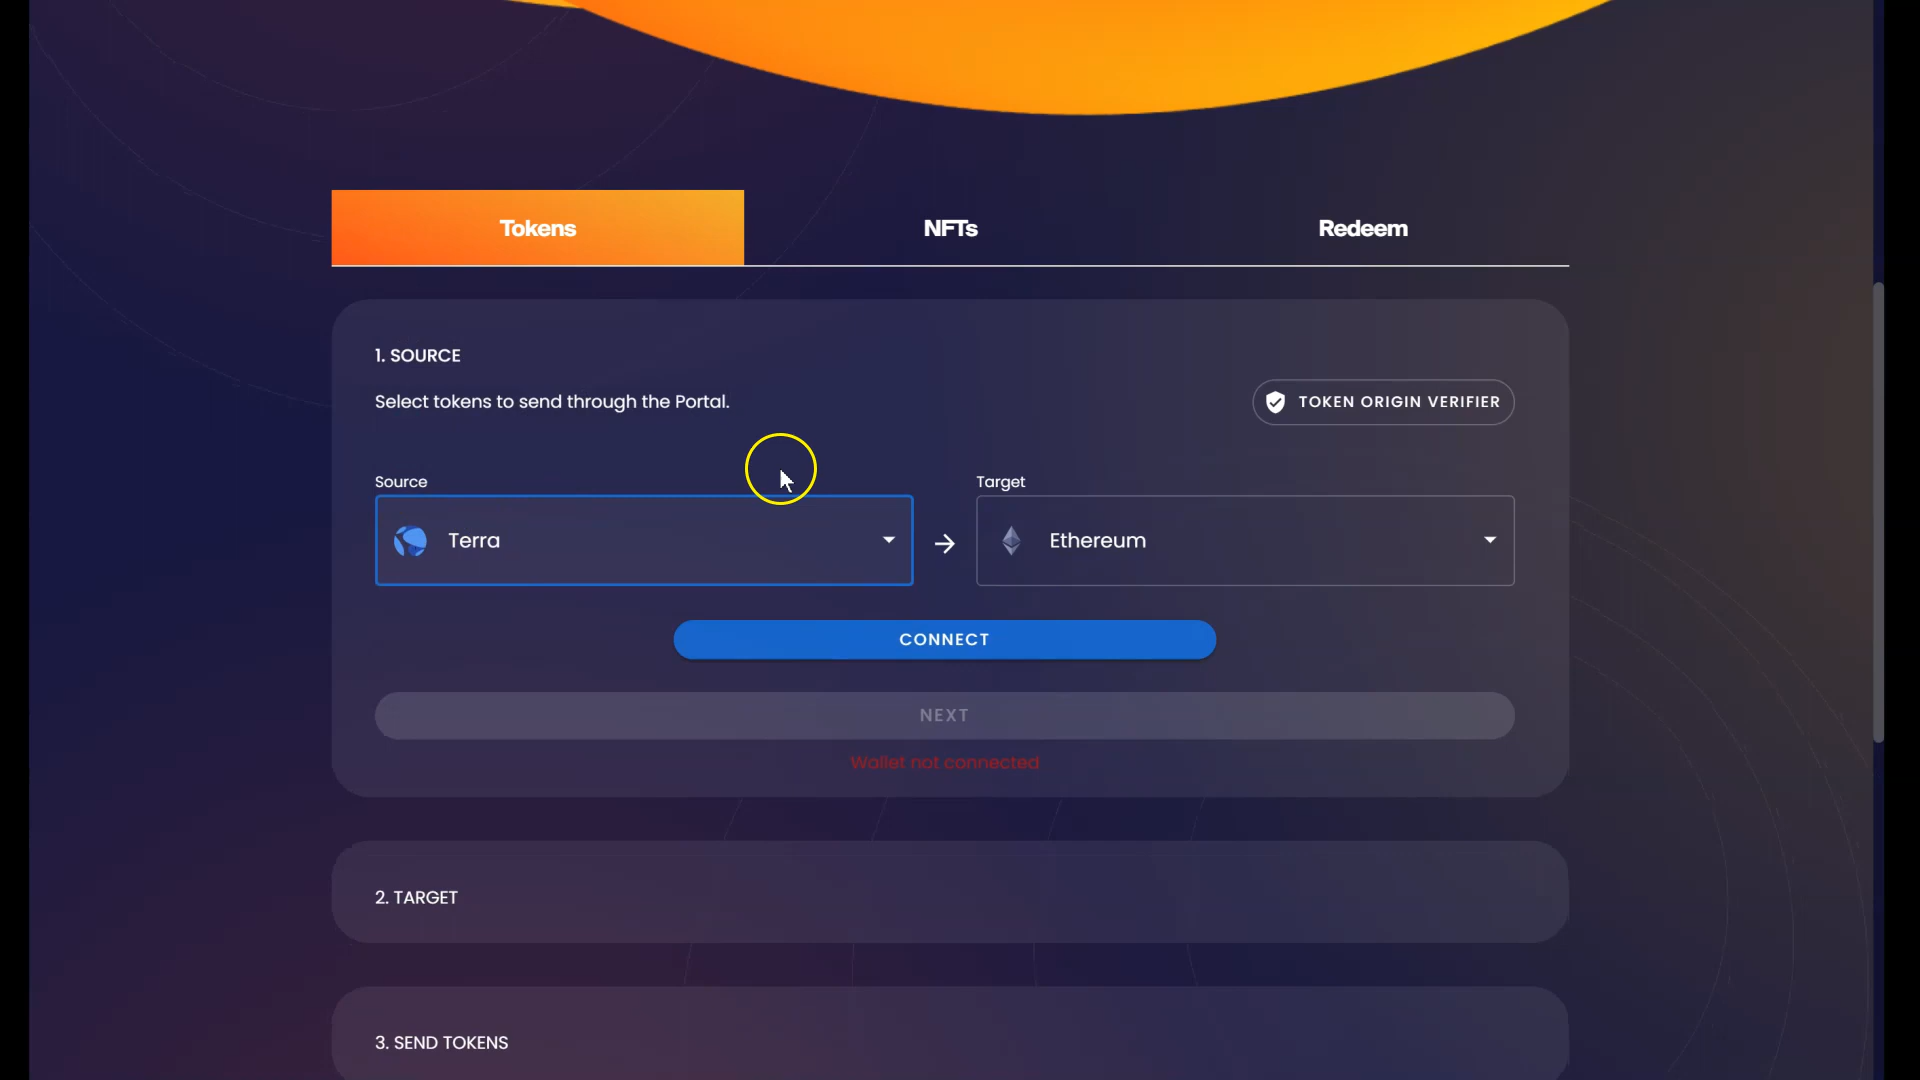 Tokens
NFTs
Redeem
1. SOURCE
Select tokens to send through the Portal.
TOKEN ORIGIN VERIFIER
Source
Target
Terra
Ethereum
CONNECT
NEXT
Wallet not connected
2. TARGET
3. SEND TOKENS